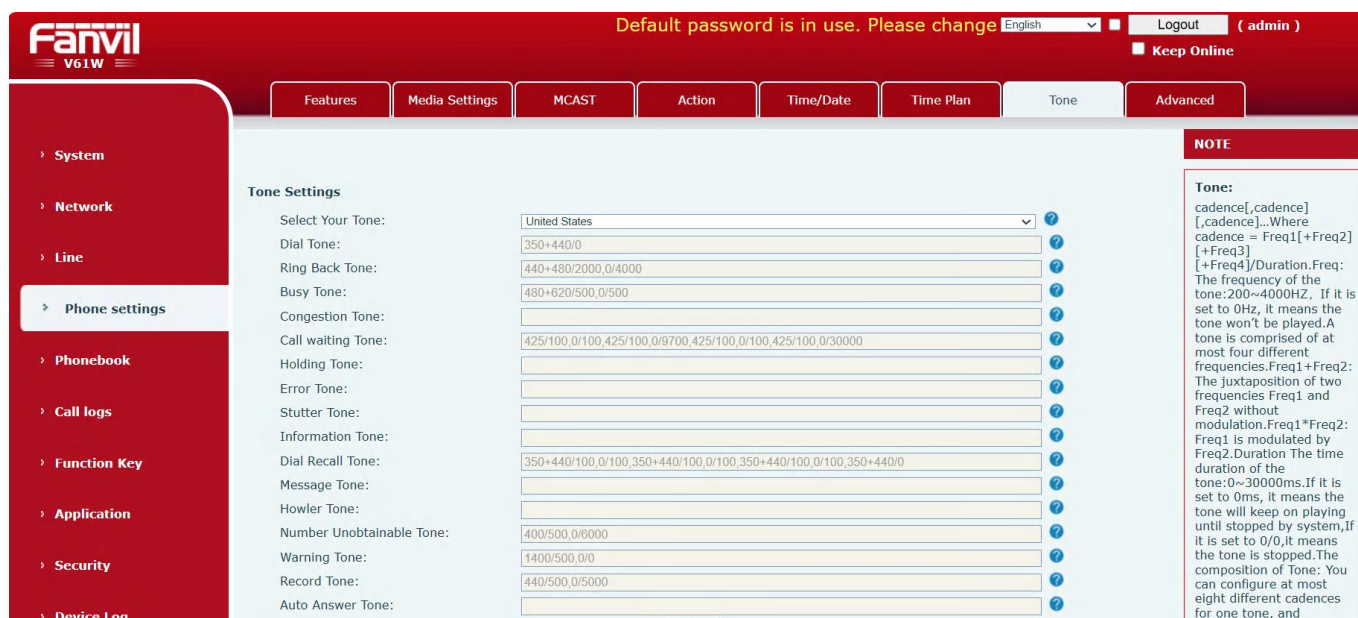 Default password is in use. Please change English Logout ( admin )
Keep Online
Fanvil
V61W
Features Media Settings MCAST Action Time/Date Time Plan Tone Advanced
System
Network
Line
Phone settings
Phonebook
Call logs
Function Key
Application
Security
Device Log
Tone Settings
Select Your Tone: United States
Dial Tone: 350+440/0
Ring Back Tone: 440+480/2000,0/4000
Busy Tone: 480+620/500,0/500
Congestion Tone:
Call waiting Tone: 425/100,0/100,425/100,0/9700,425/100,0/100,425/100,0/30000
Holding Tone:
Error Tone:
Stutter Tone:
Information Tone:
Dial Recall Tone: 350+440/100,0/100,350+440/100,0/100,350+440/100,0/100,350+440/0
Message Tone:
Howler Tone:
Number Unobtainable Tone: 400/500,0/6000
Warning Tone: 1400/500,0/0
Record Tone: 440/500,0/5000
Auto Answer Tone:
NOTE
Tone:
cadence[,cadence]
[,cadence]...Where
cadence = Freq1[+Freq2]
[+Freq3]
[+Freq4]/Duration.Freq:
The frequency of the
tone:200~4000HZ, If it is
set to 0Hz, it means the
tone won't be played.A
tone is comprised of at
most four different
frequencies.Freq1+Freq2:
The juxtaposition of two
frequencies Freq1 and
Freq2 without
modulation.Freq1*Freq2:
Freq1 is modulated by
Freq2.Duration The time
duration of the
tone:0~30000ms.If it is
set to 0ms, it means the
tone will keep on playing
until stopped by system,If
it is set to 0/0,it means
the tone is stopped.The
composition of Tone: You
can configure at most
eight different cadences
for one tone, and